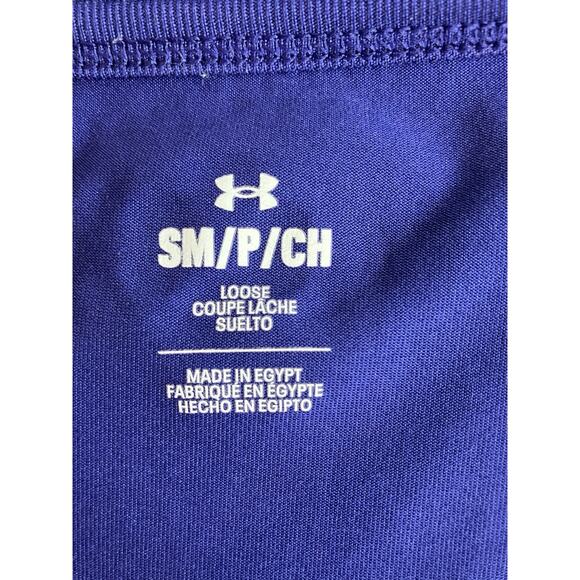 SM/P/CH
LOOSE
COUPE LÂCHE
SUELTO
MADE IN EGYPT
FABRIQUÉ EN ÉGYPTE
HECHO EN EGIPTO